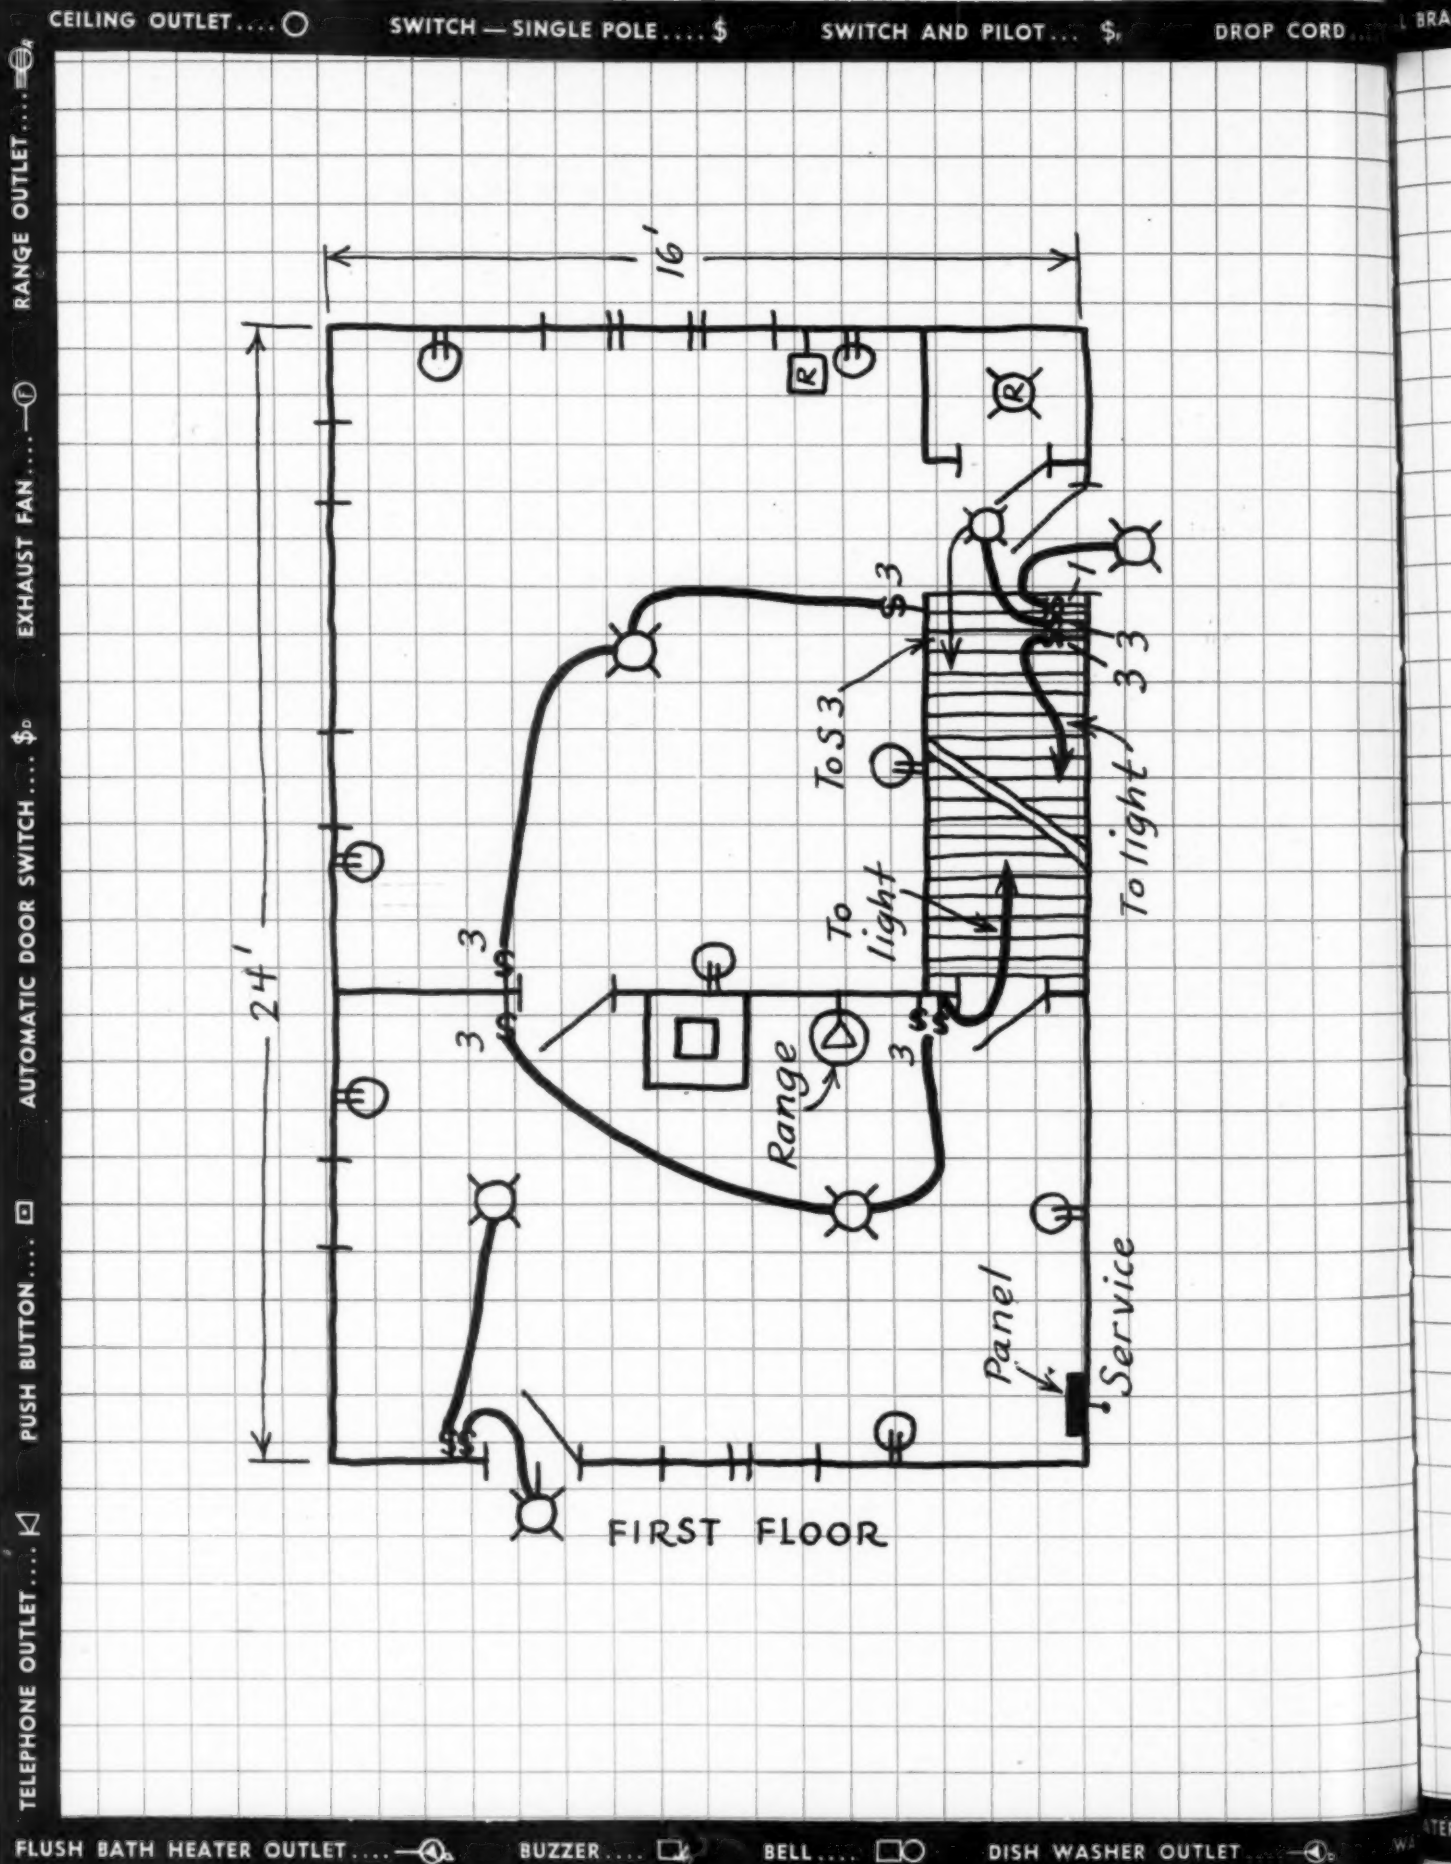 CEILING OUTLET....
SWITCH — SINGLE POLE.... $
SWITCH AND PILOT... $
DROP CORD...
L BRA
TELEPHONE OUTLET....
PUSH BUTTON....
AUTOMATIC DOOR SWITCH... $D
EXHAUST FAN.... F
RANGE OUTLET.... R
16'
24'
R
R
S 3
1
3
3
To S 3
To light
To
light
S 3
S 3
S S
3
Range
Panel
Service
S S
FIRST FLOOR
FLUSH BATH HEATER OUTLET....
BUZZER....
BELL....
DISH WASHER OUTLET....